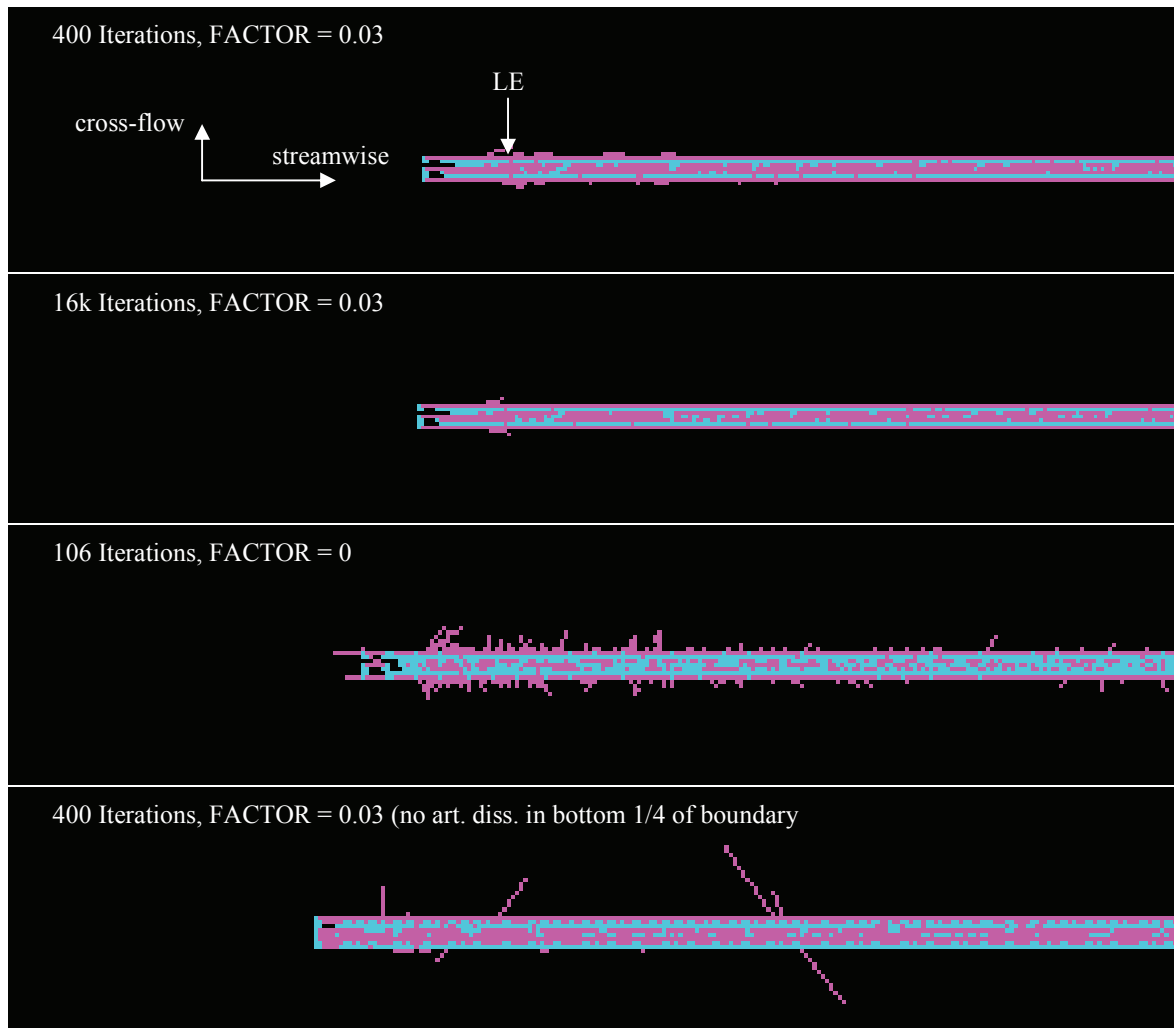 400 Iterations, FACTOR = 0.03
LE
cross-flow
streamwise
16k Iterations, FACTOR = 0.03
106 Iterations, FACTOR = 0
400 Iterations, FACTOR = 0.03 (no art. diss. in bottom 1/4 of boundary